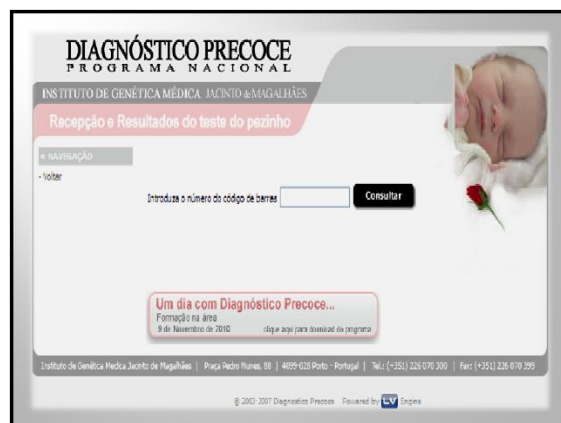 DIAGNÓSTICO PRECOCE
PROGRAMA NACIONAL
INSTITUTO DE GENÉTICA MÉDICA JACINTO de MAGALHÃES
Recepção e Resultados do teste do pezinho
« NAVEGAÇÃO
- Voltar
Introduza o número do código de barras
Consultar
Um dia com Diagnóstico Precoce...
Formação na área
9 de Novembro de 2010 clique aqui para download do programa
Instituto de Genética Medica Jacinto de Magalhães | Praça Pedro Nunes, 88 | 4099-028 Porto - Portugal | Tel.: (+351) 226 070 300 | Fax: (+351) 226 070 399
@ 2003-2007 Diagnostico Precoce Powered by LV Engine